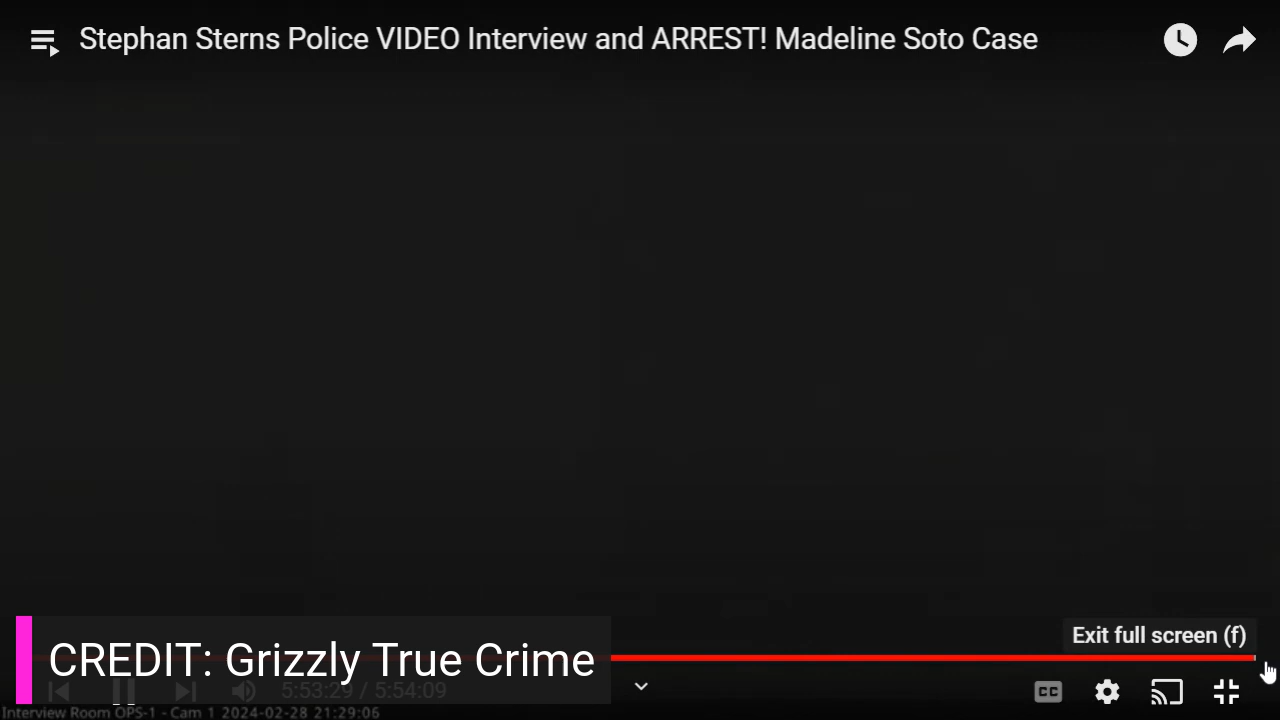 Stephan Sterns Police VIDEO Interview and ARREST! Madeline Soto Case
Exit full screen (f)
CREDIT: Grizzly True Crime
5:53:29 / 5:54:09
CC
Interview Room OPS-1 - Cam 1 2024-02-28 21:29:06